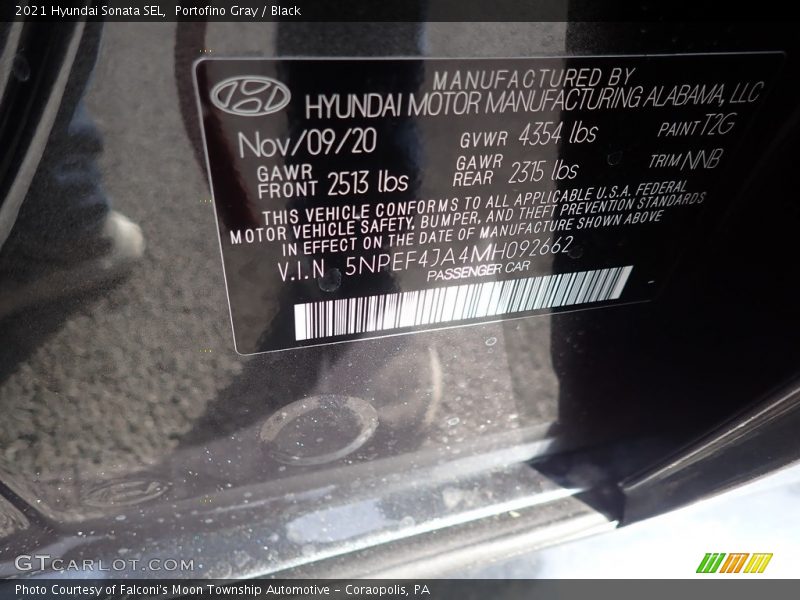 2021 Hyundai Sonata SEL, Portofino Gray / Black
MANUFACTURED BY
HYUNDAI MOTOR MANUFACTURING ALABAMA, LLC
Nov/09/20 GVWR 4354 lbs PAINT T2G
GAWR FRONT 2513 lbs GAWR REAR 2315 lbs TRIM NNB
THIS VEHICLE CONFORMS TO ALL APPLICABLE U.S.A. FEDERAL
MOTOR VEHICLE SAFETY, BUMPER, AND THEFT PREVENTION STANDARDS
IN EFFECT ON THE DATE OF MANUFACTURE SHOWN ABOVE
V.I.N 5NPEF4JA4MH092662
PASSENGER CAR
GTCARLOT.COM
Photo Courtesy of Falconi's Moon Township Automotive - Coraopolis, PA